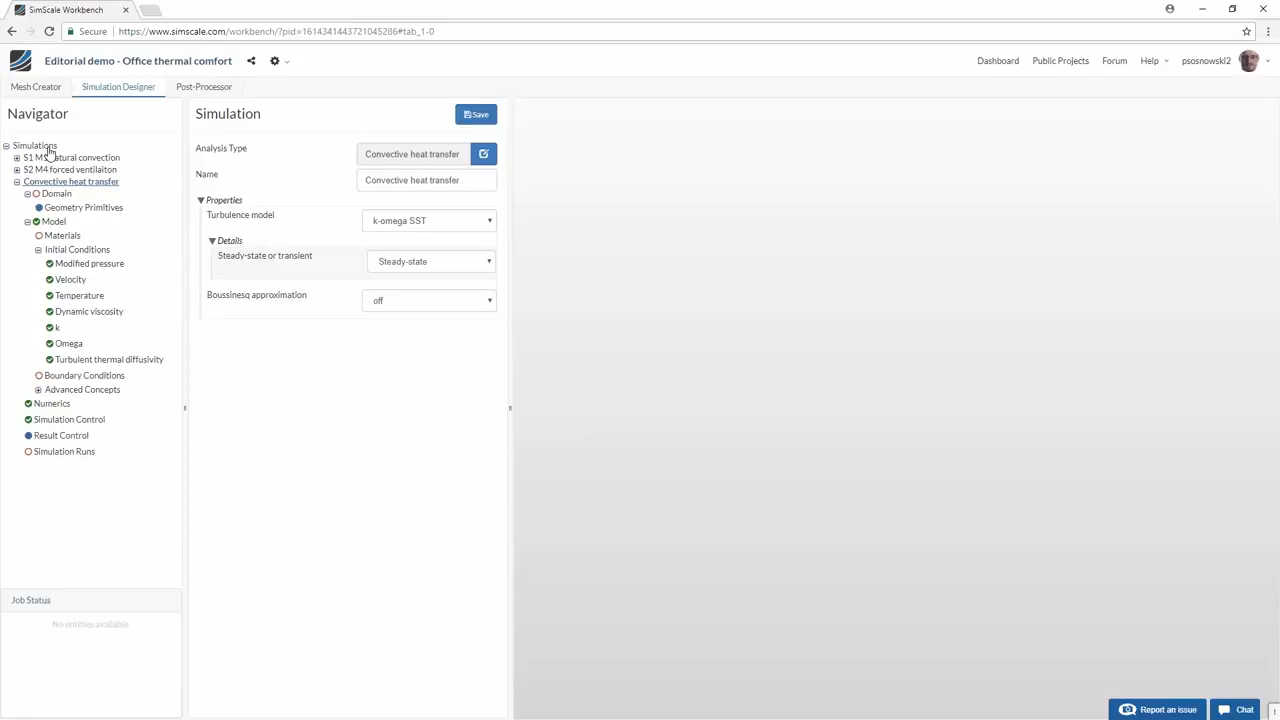 SimScale Workbench
Secure https://www.simscale.com/workbench/?pid=1614341443721045286#tab_1-0
Editorial demo - Office thermal comfort
Dashboard Public Projects Forum Help psosnowski2
Mesh Creator Simulation Designer Post-Processor
Navigator
Simulations
S1 M atural convection
S2 M4 forced ventilaiton
Convective heat transfer
Domain
Geometry Primitives
Model
Materials
Initial Conditions
Modified pressure
Velocity
Temperature
Dynamic viscosity
k
Omega
Turbulent thermal diffusivity
Boundary Conditions
Advanced Concepts
Numerics
Simulation Control
Result Control
Simulation Runs
Job Status
No entities available
Simulation
Save
Analysis Type Convective heat transfer
Name Convective heat transfer
Properties
Turbulence model k-omega SST
Details
Steady-state or transient Steady-state
Boussinesq approximation off
Report an issue Chat